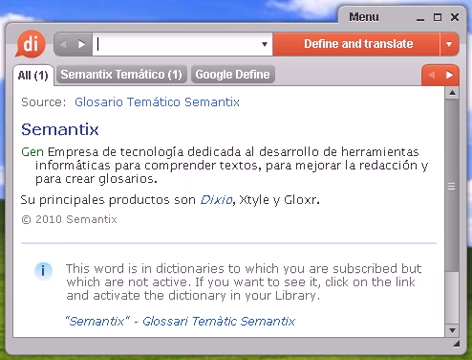 Menu
di
Define and translate
All (1) Semantix Temático (1) Google Define
Source: Glosario Temático Semantix
Semantix
Gen Empresa de tecnología dedicada al desarrollo de herramientas
informáticas para comprender textos, para mejorar la redacción y
para crear glosarios.
Su principales productos son Dixio, Xtyle y Gloxr.
© 2010 Semantix
i
This word is in dictionaries to which you are subscribed but
which are not active. If you want to see it, click on the link
and activate the dictionary in your Library.
"Semantix" - Glossari Temàtic Semantix